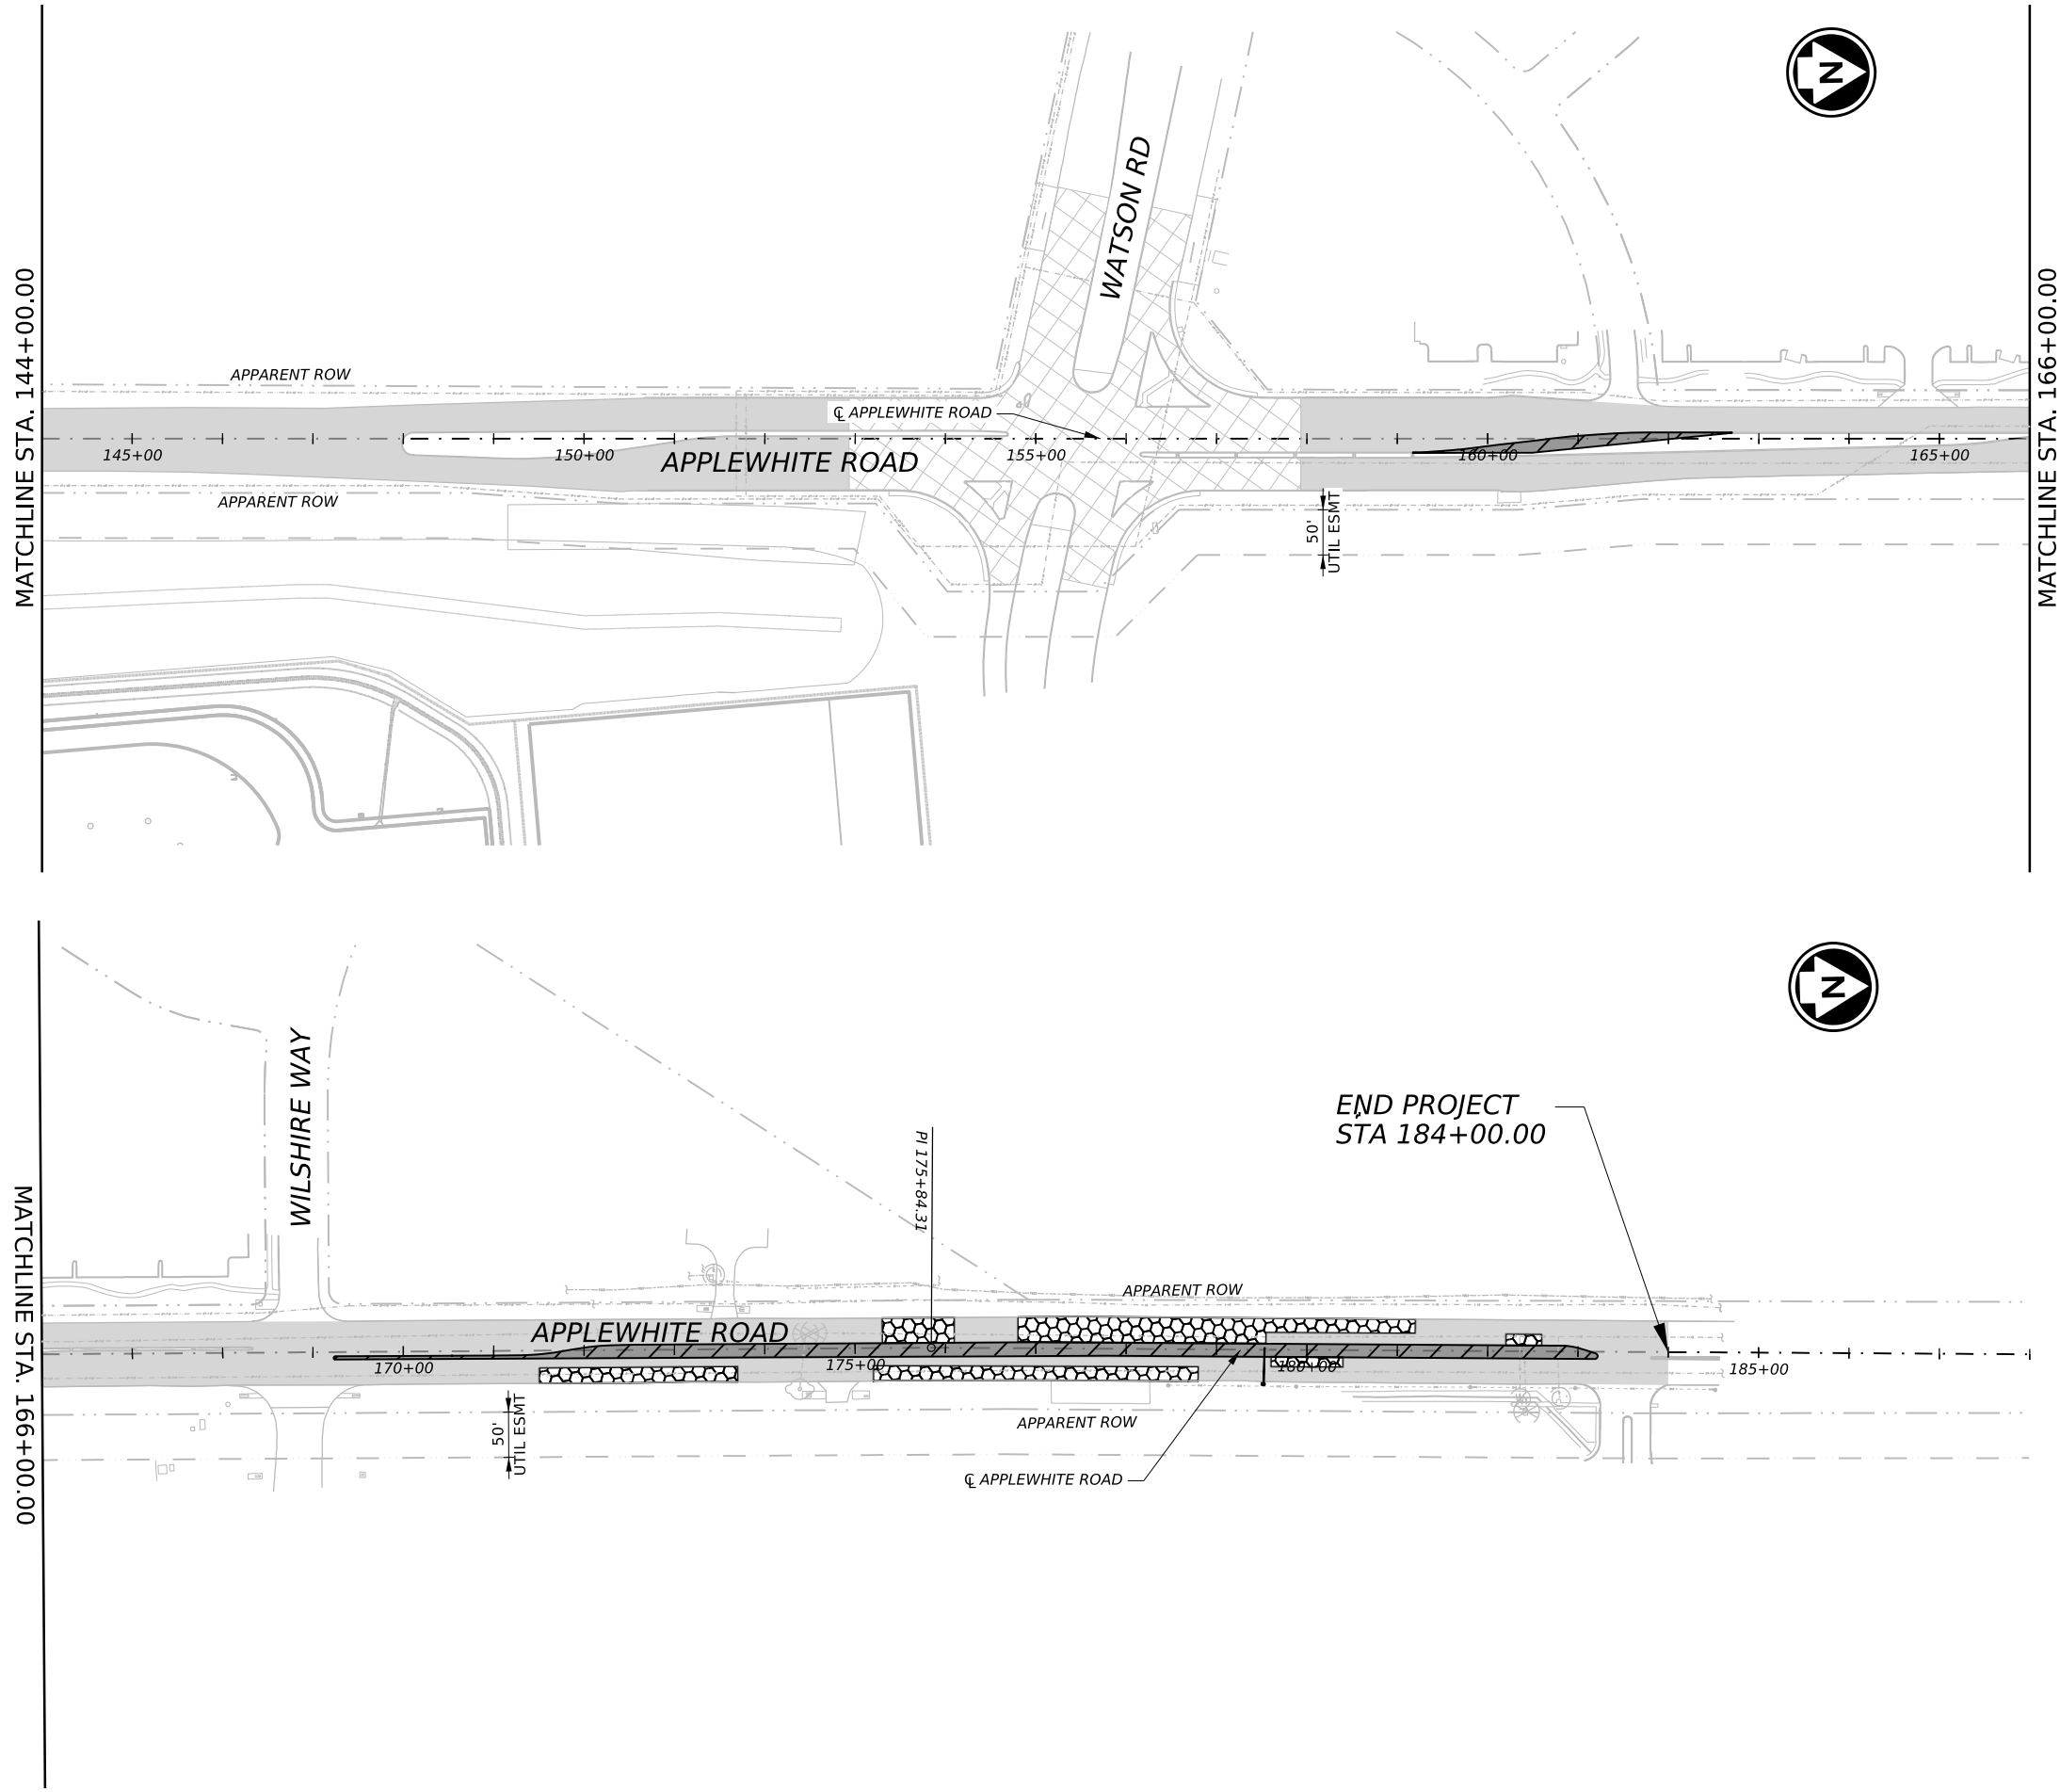 MATCHLINE STA. 144+00.00
N
WATSON RD
MATCHLINE STA. 166+00.00
APPARENT ROW
℄ APPLEWHITE ROAD
145+00
150+00
APPLEWHITE ROAD
155+00
160+00
165+00
APPARENT ROW
50'
UTIL ESMT
MATCHLINE STA. 166+00.00
N
WILSHIRE WAY
END PROJECT
STA 184+00.00
PI 175+84.31
APPARENT ROW
APPLEWHITE ROAD
170+00
175+00
180+00
185+00
50'
UTIL ESMT
APPARENT ROW
℄ APPLEWHITE ROAD